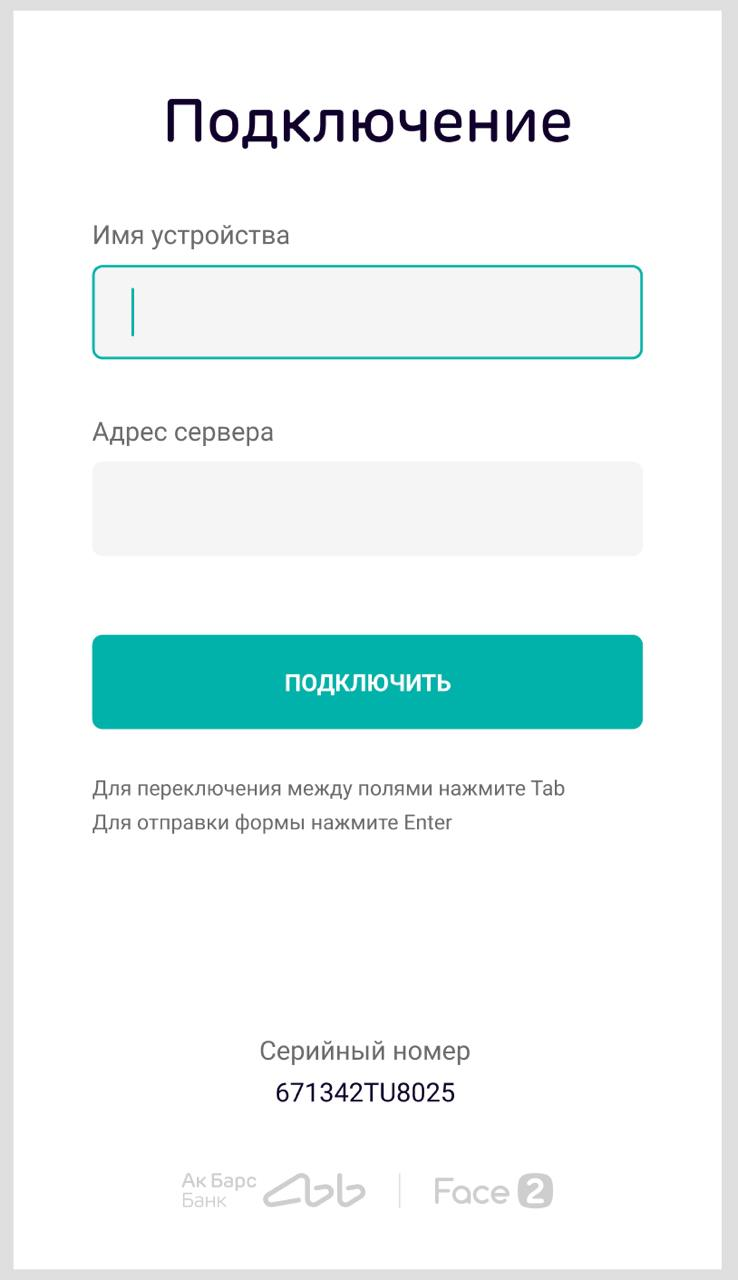 Подключение
Имя устройства
Адрес сервера
ПОДКЛЮЧИТЬ
Для переключения между полями нажмите Tab
Для отправки формы нажмите Enter
Серийный номер
671342TU8025
Ак Барс
Банк
Abb
Face 2